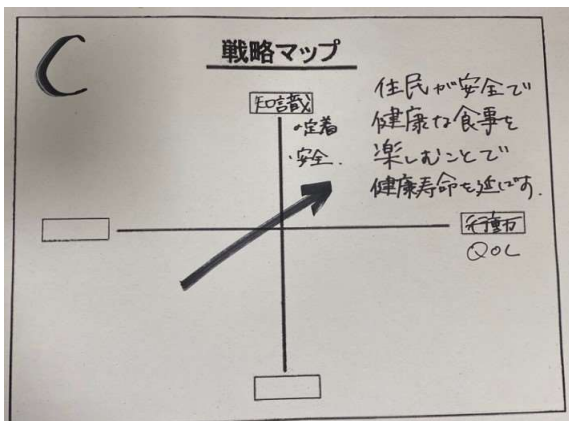 C
戦略マップ
知識
・定着
・安全.
住民が安全で
健康な食事を
楽しむことで
健康寿命を延ばす.
行動
QOL